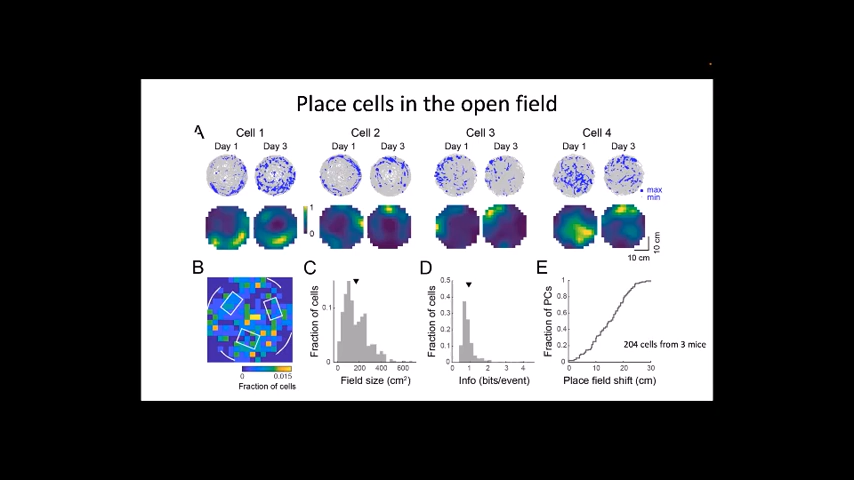 Place cells in the open field
A
Cell 1
Cell 2
Cell 3
Cell 4
Day 1
Day 3
Day 1
Day 3
Day 1
Day 3
Day 1
Day 3
max
min
1
0
10 cm
10 cm
B
0
0.015
Fraction of cells
C
Fraction of cells
0.1
0
0 200 400 600
Field size (cm²)
D
Fraction of cells
0.5
0.4
0.3
0.2
0.1
0
0 1 2 3 4
Info (bits/event)
E
Fraction of PCs
1
0.8
0.6
0.4
0.2
0
204 cells from 3 mice
0 10 20 30
Place field shift (cm)